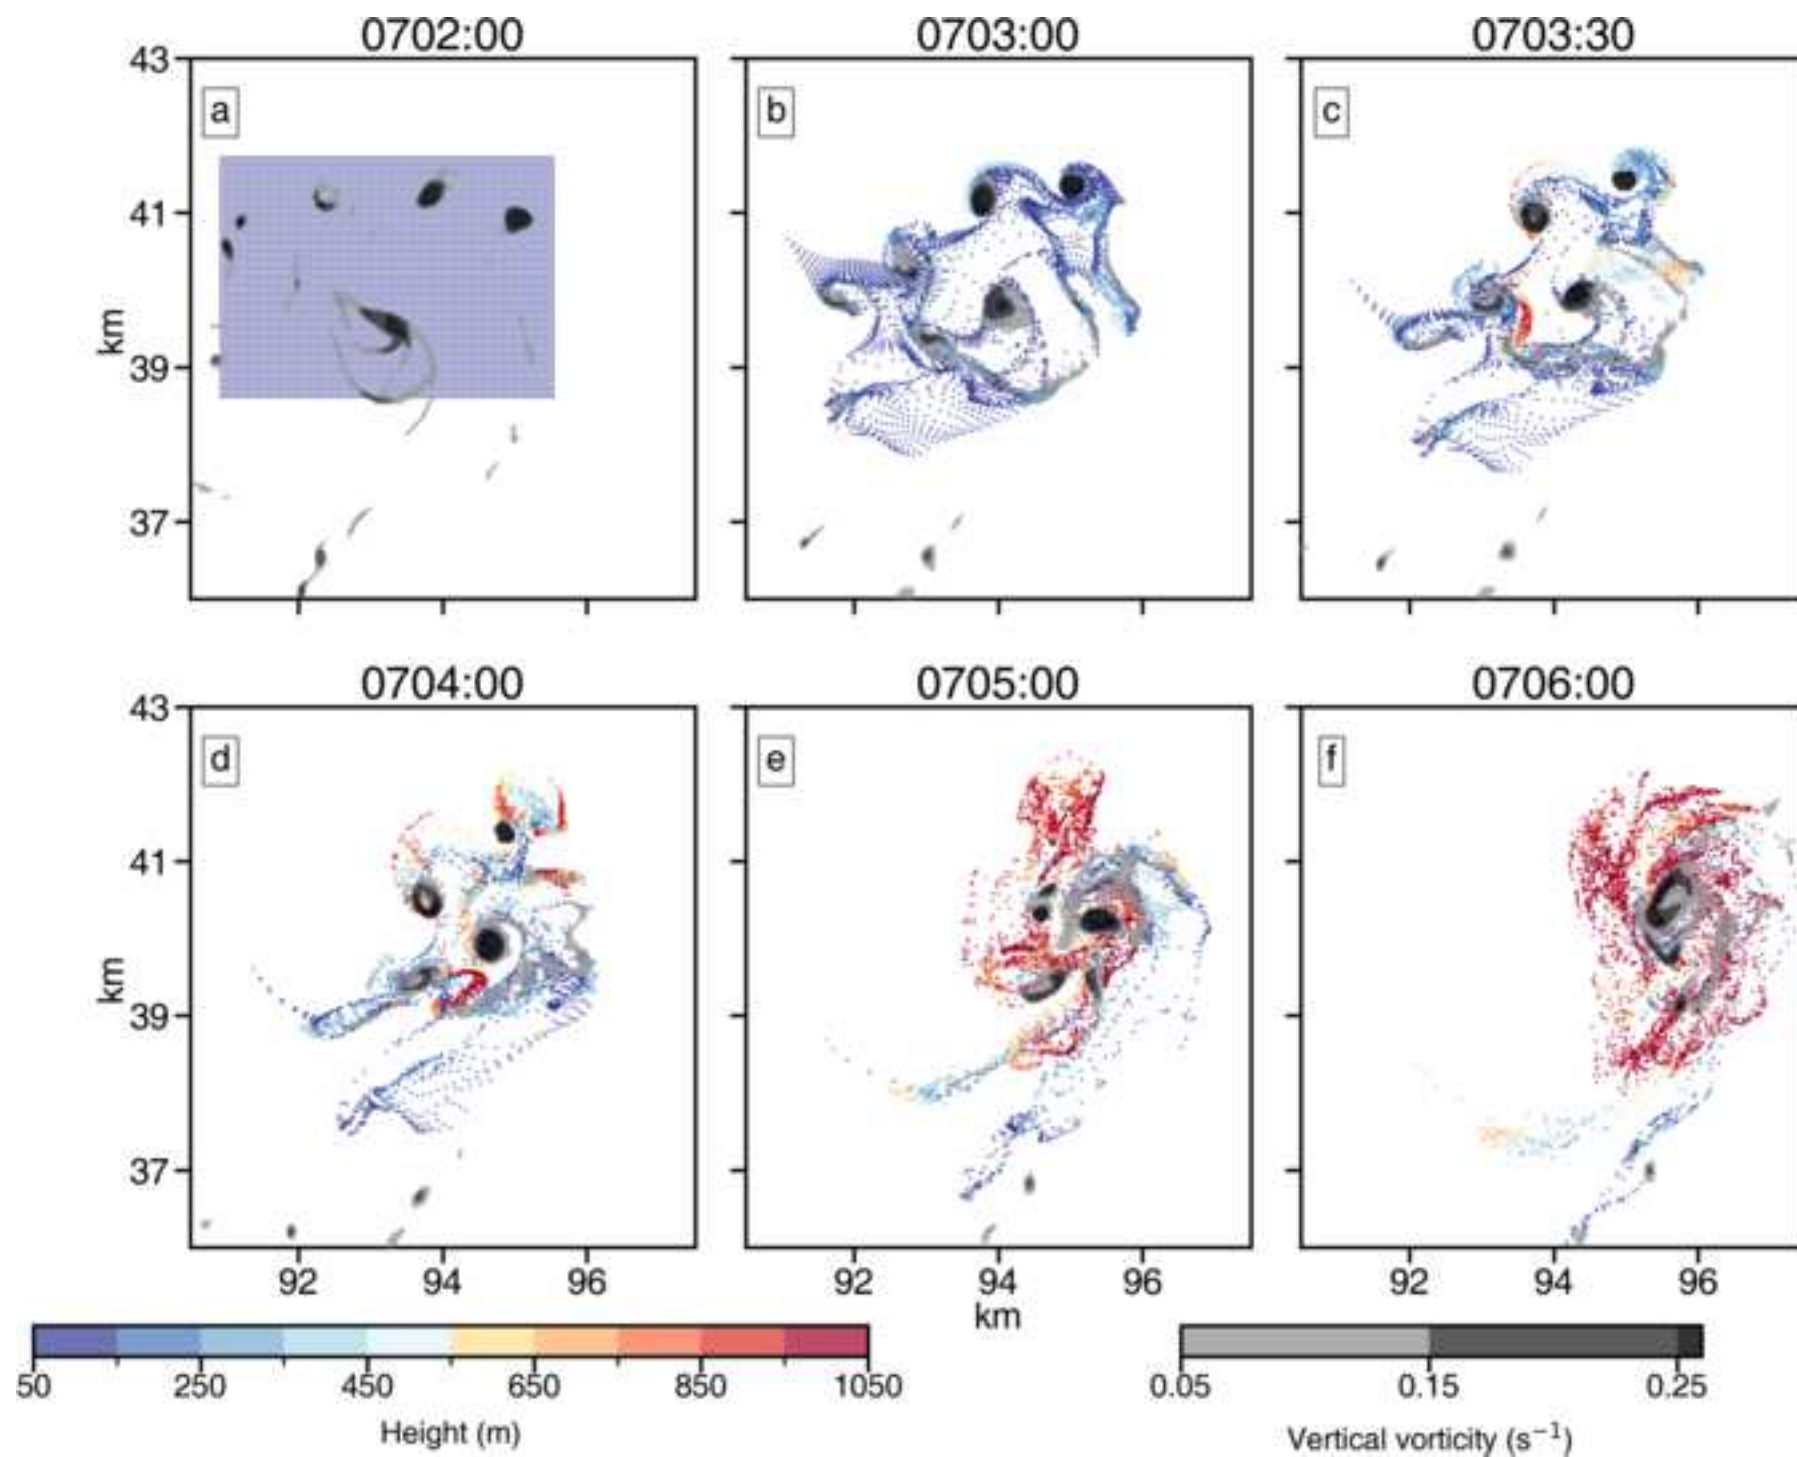 0702:00 0703:00 0703:30
43
a b c
41
km
39
37
0704:00 0705:00 0706:00
43
d e f
41
km
39
37
92 94 96 92 94 96 92 94 96
km
50 250 450 650 850 1050 0.05 0.15 0.25
Height (m) Vertical vorticity (s⁻¹)